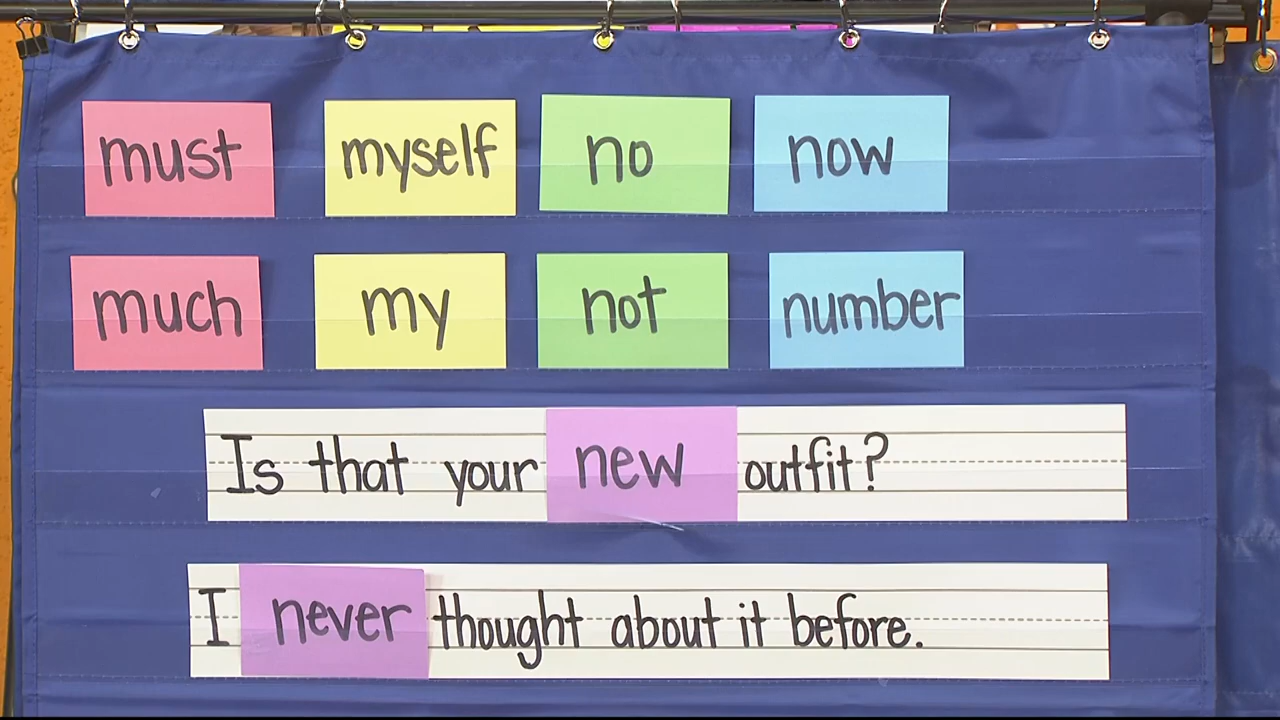 must myself no now
much my not number
Is that your new outfit?
I never thought about it before.